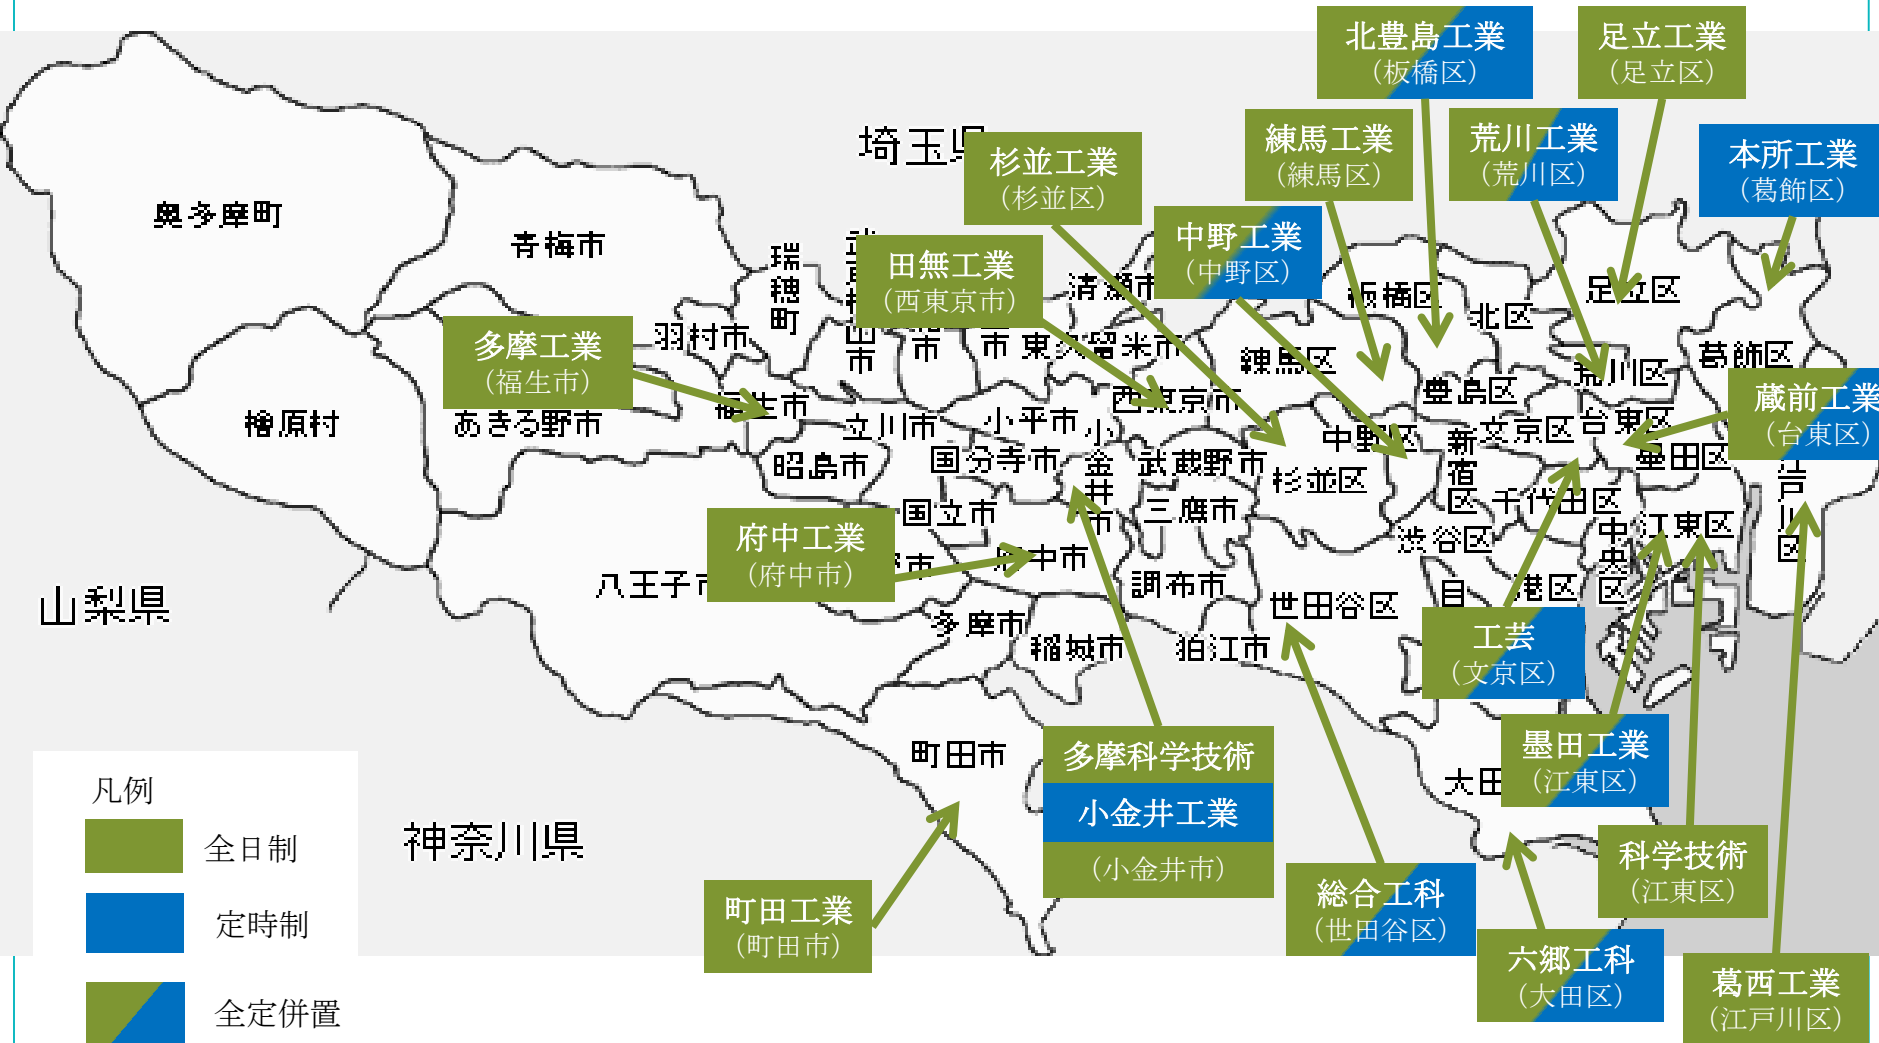 北豊島工業
（板橋区）
足立工業
（足立区）
練馬工業
（練馬区）
荒川工業
（荒川区）
本所工業
（葛飾区）
埼玉県
杉並工業
（杉並区）
中野工業
（中野区）
田無工業
（西東京市）
奥多摩町
青梅市
瑞穂町
清瀬市
板橋区
北区
足立区
羽村市
練馬区
荒川区
葛飾区
多摩工業
（福生市）
豊島区
蔵前工業
（台東区）
檜原村
あきる野市
福生市
立川市
小平市
西東京市
中野区
新宿区
文京区
台東区
墨田区
昭島市
国分寺市
小金井市
武蔵野市
杉並区
千代田区
国立市
三鷹市
渋谷区
中央区
江東区
江戸川区
府中工業
（府中市）
府中市
八王子市
調布市
世田谷区
港区
山梨県
多摩市
稲城市
狛江市
工芸
（文京区）
町田市
多摩科学技術
小金井工業
（小金井市）
墨田工業
（江東区）
大田
科学技術
（江東区）
神奈川県
町田工業
（町田市）
総合工科
（世田谷区）
六郷工科
（大田区）
葛西工業
（江戸川区）
凡例
全日制
定時制
全定併置